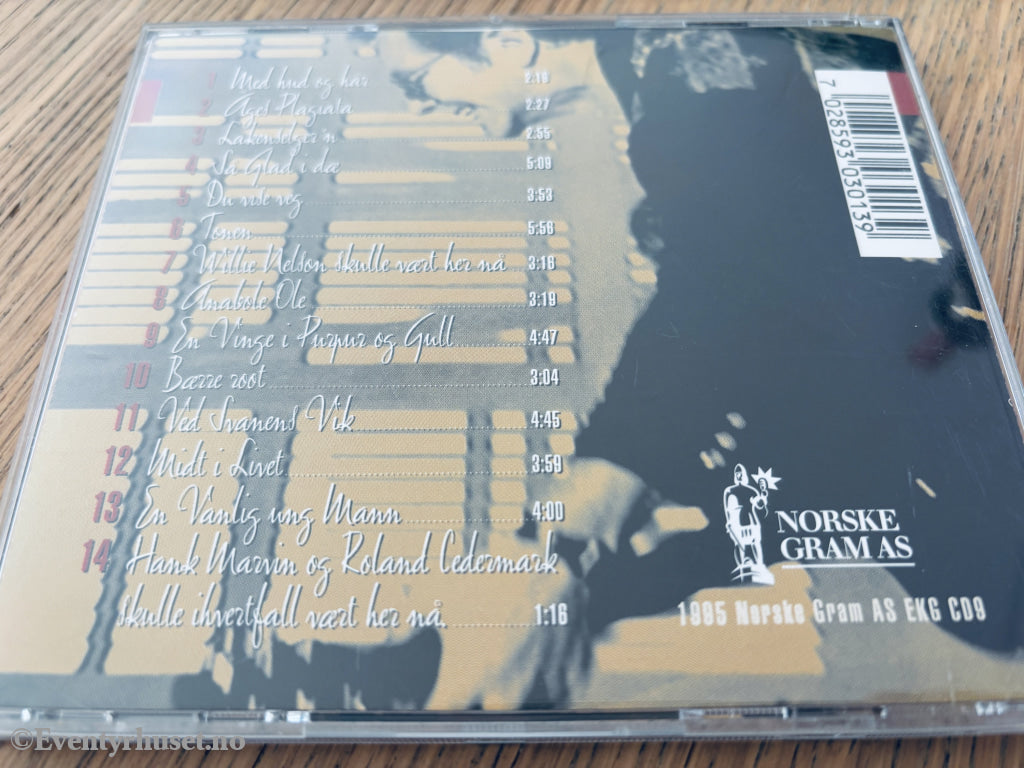 1 Med hud og hår 2:18
2 Aget Plagiata 2:27
3 Lakenselger'n 2:55
4 Så Glad i dæ 5:09
5 Du viste veg 3:53
6 Tonen 5:56
7 Willie Nelson skulle vært her nå 3:18
8 Anabole Ole 3:19
9 En Vinge i Purpur og Gull 4:47
10 Bærre root 3:04
11 Ved Svanens Vik 4:45
12 Midt i Livet 3:59
13 En Vanlig ung Mann 4:00
14 Hank Marvin og Roland Cedermark
skulle ihvertfall vært her nå. 1:16
7 028593 030139
NORSKE
GRAM AS
1995 Norske Gram AS EKG CD9
©Eventyrhuset.no